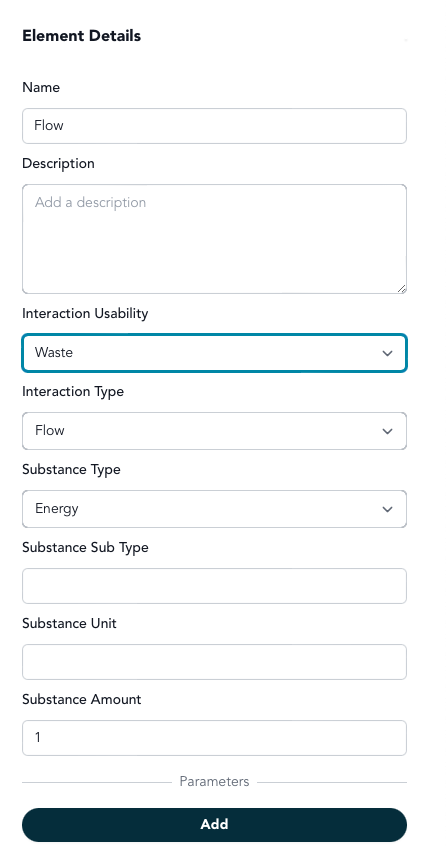 Element Details
Name
Flow
Description
Add a description
Interaction Usability
Waste
Interaction Type
Flow
Substance Type
Energy
Substance Sub Type
Substance Unit
Substance Amount
1
Parameters
Add